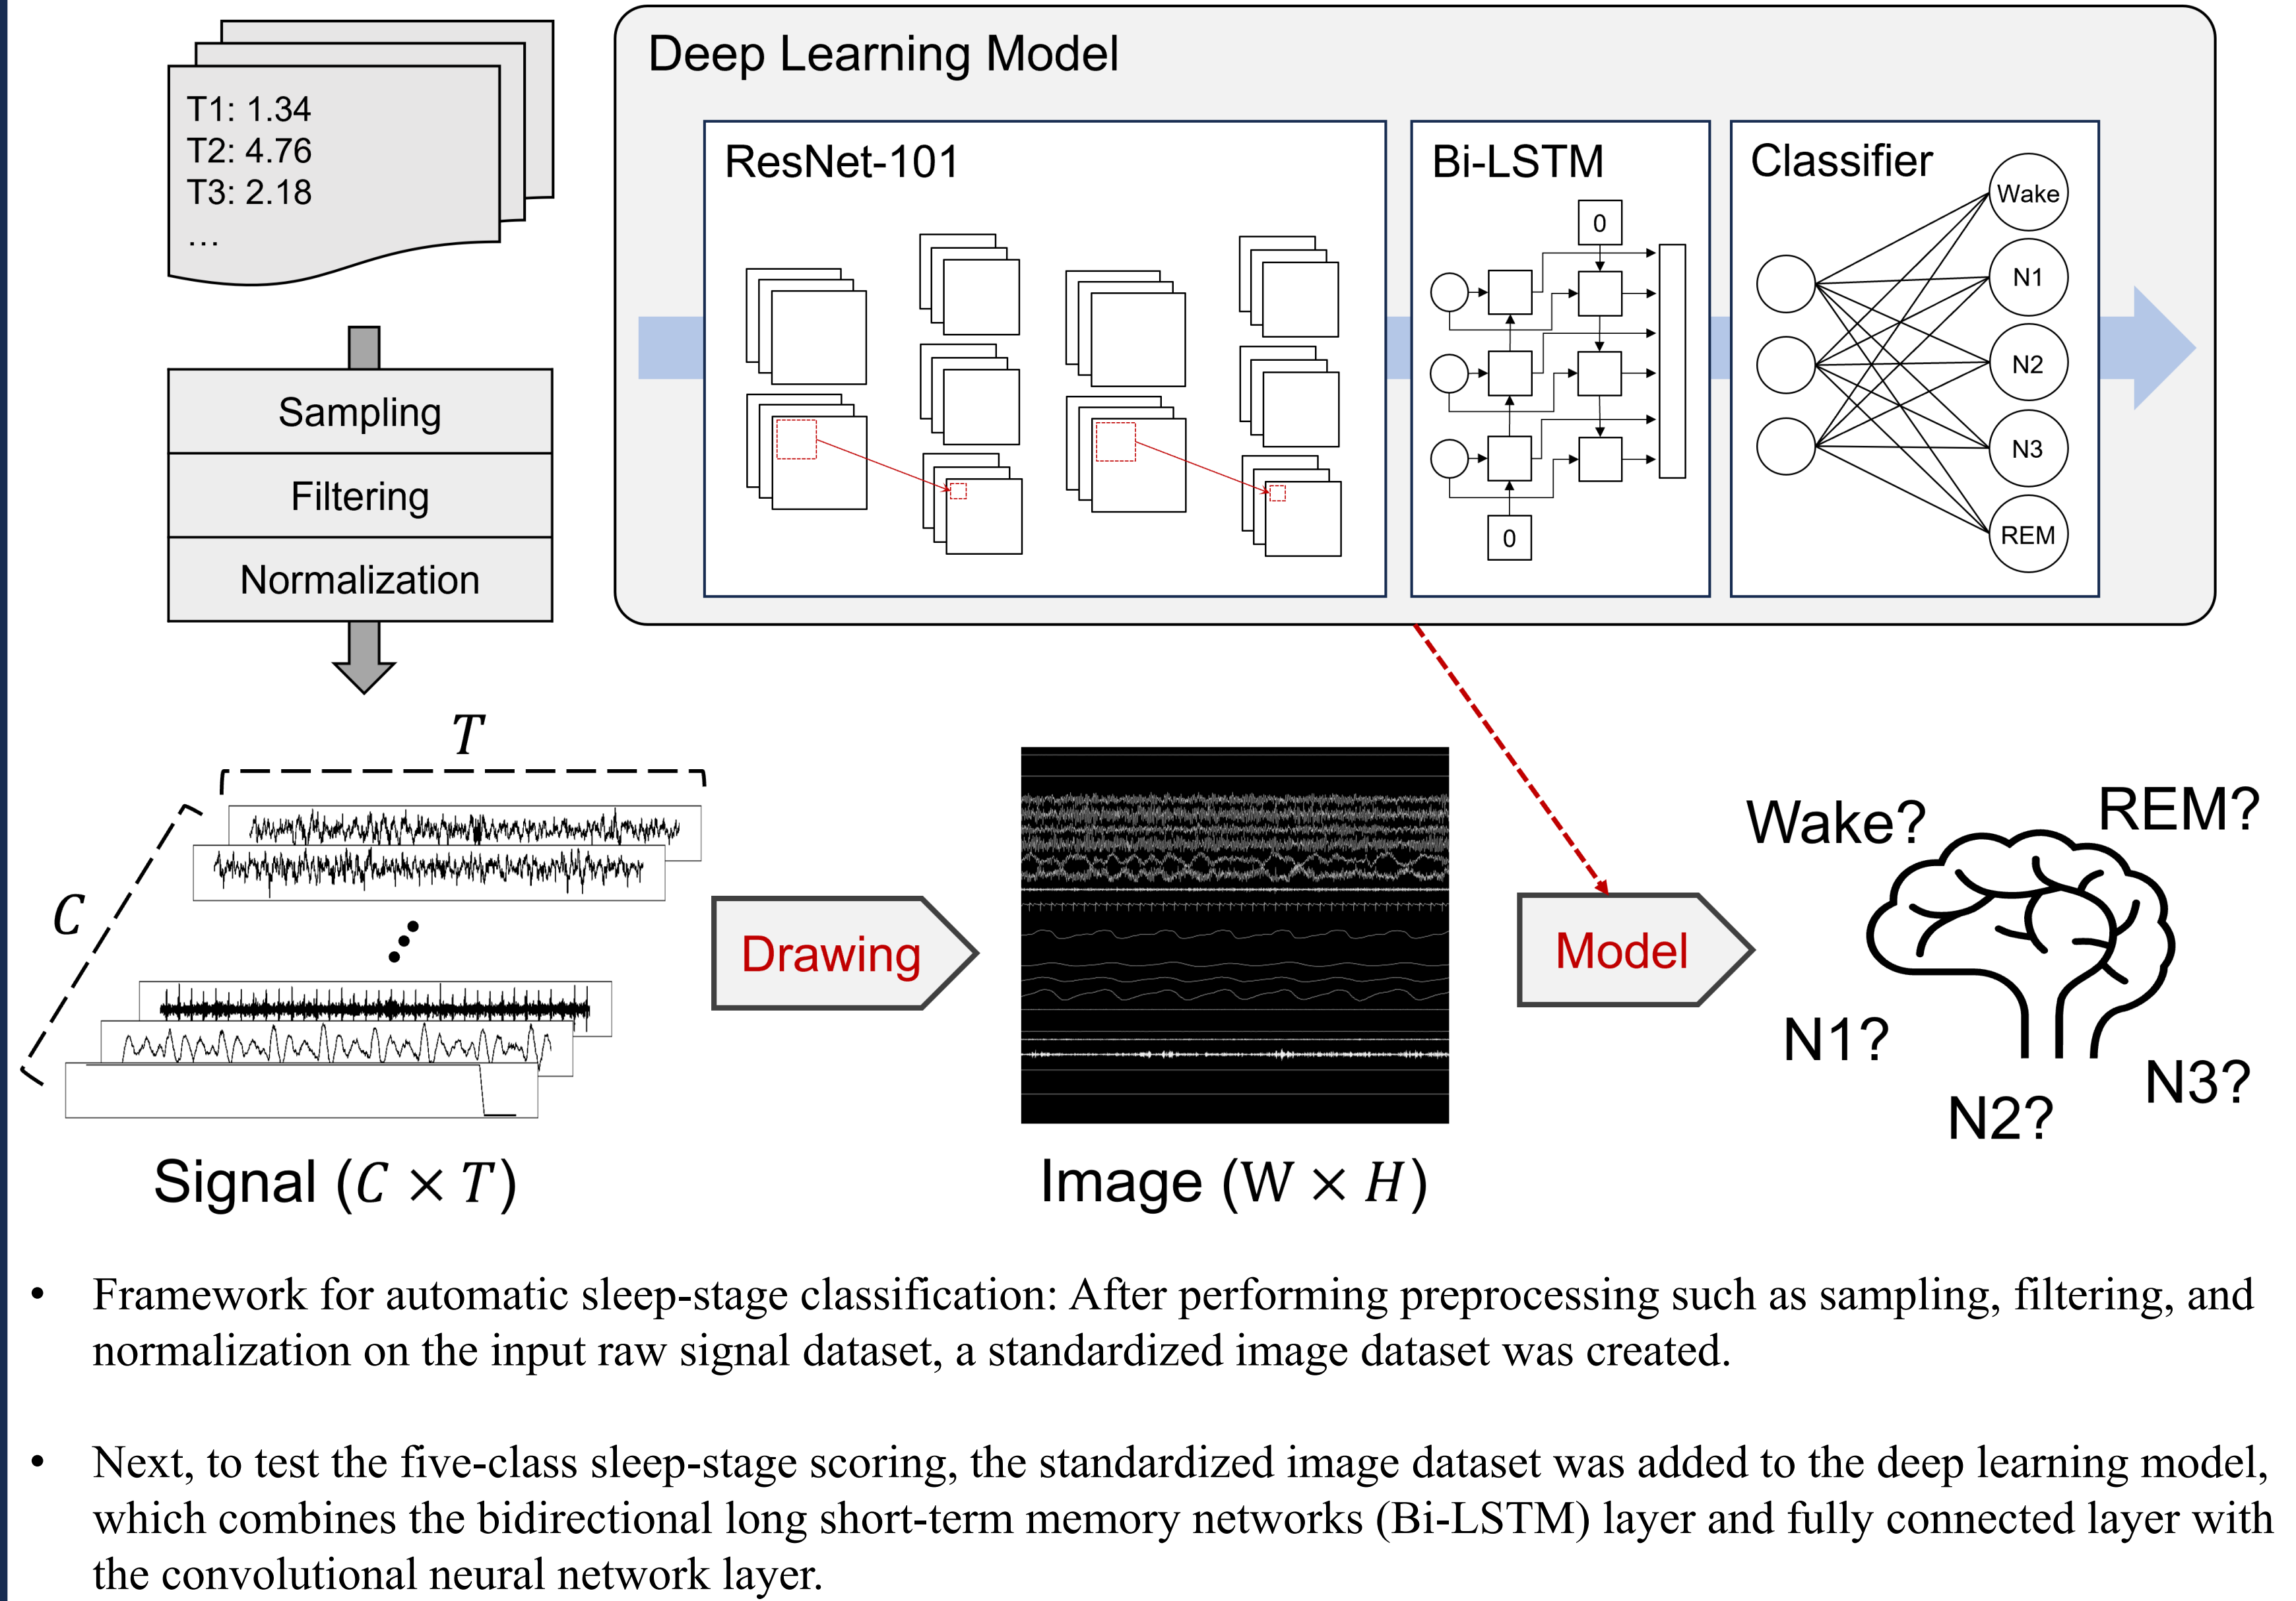 T1: 1.34
T2: 4.76
T3: 2.18
…
Sampling
Filtering
Normalization
Deep Learning Model
ResNet-101
Bi-LSTM
0
0
Classifier
Wake
N1
N2
N3
REM
T
C
Signal (C × T)
Drawing
Image (W × H)
Model
Wake?
REM?
N1?
N2?
N3?
• Framework for automatic sleep-stage classification: After performing preprocessing such as sampling, filtering, and
normalization on the input raw signal dataset, a standardized image dataset was created.
• Next, to test the five-class sleep-stage scoring, the standardized image dataset was added to the deep learning model,
which combines the bidirectional long short-term memory networks (Bi-LSTM) layer and fully connected layer with
the convolutional neural network layer.